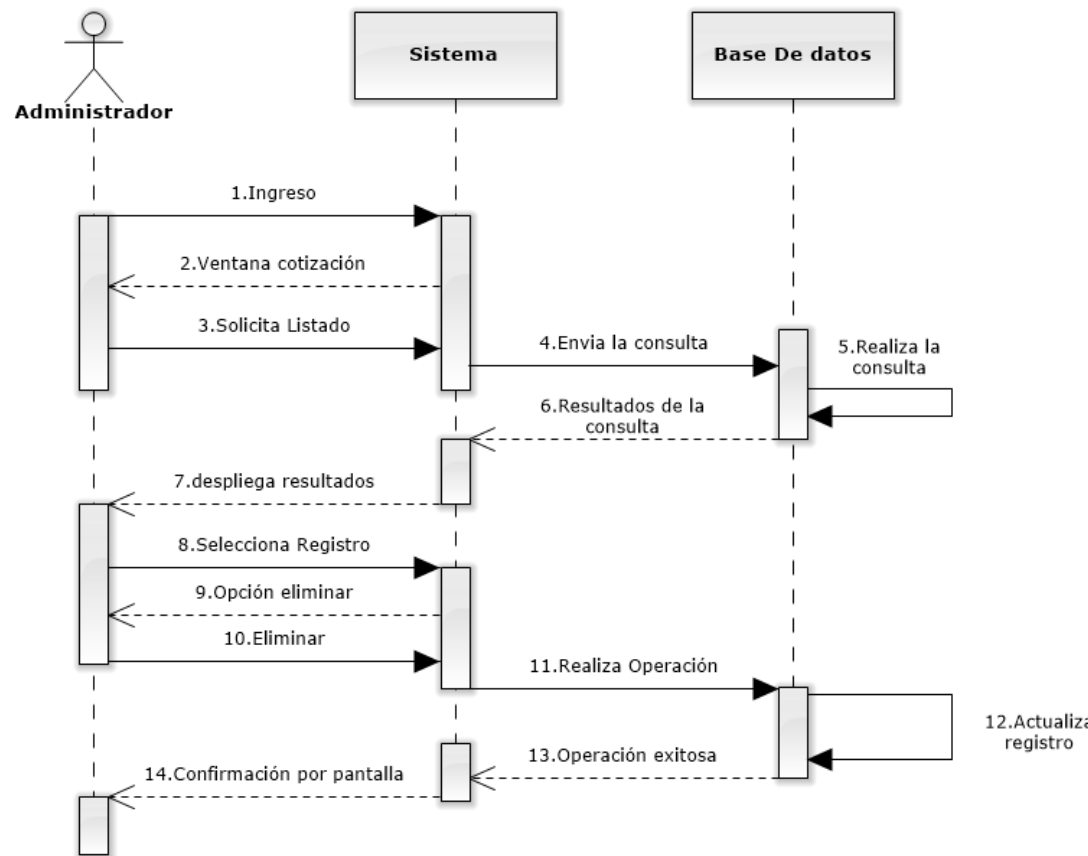 Sistema
Base De datos
Administrador
1.Ingreso
2.Ventana cotización
3.Solicita Listado
4.Envia la consulta
5.Realiza la
consulta
6.Resultados de la
consulta
7.despliega resultados
8.Selecciona Registro
9.Opción eliminar
10.Eliminar
11.Realiza Operación
12.Actualiza
registro
13.Operación exitosa
14.Confirmación por pantalla